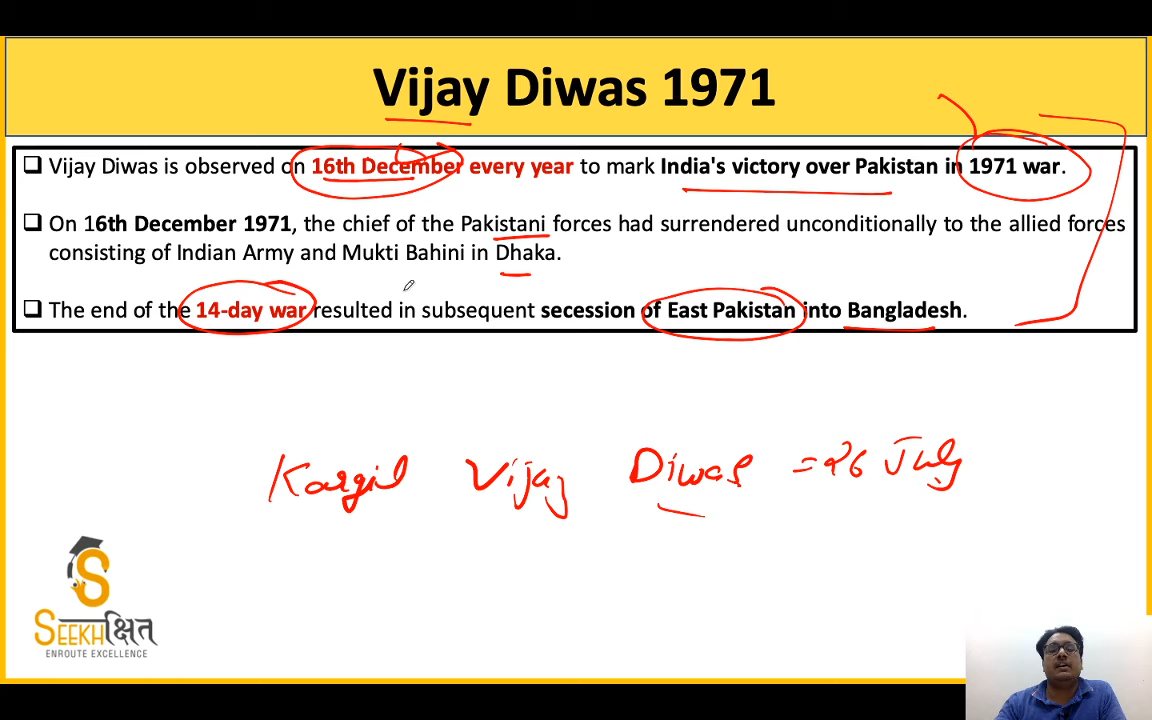 Vijay Diwas 1971
❑ Vijay Diwas is observed on 16th December every year to mark India's victory over Pakistan in 1971 war.
❑ On 16th December 1971, the chief of the Pakistani forces had surrendered unconditionally to the allied forces
consisting of Indian Army and Mukti Bahini in Dhaka.
❑ The end of the 14-day war resulted in subsequent secession of East Pakistan into Bangladesh.
Kargil Vijay Diwas = 26 July
SEEKHक्षित
ENROUTE EXCELLENCE